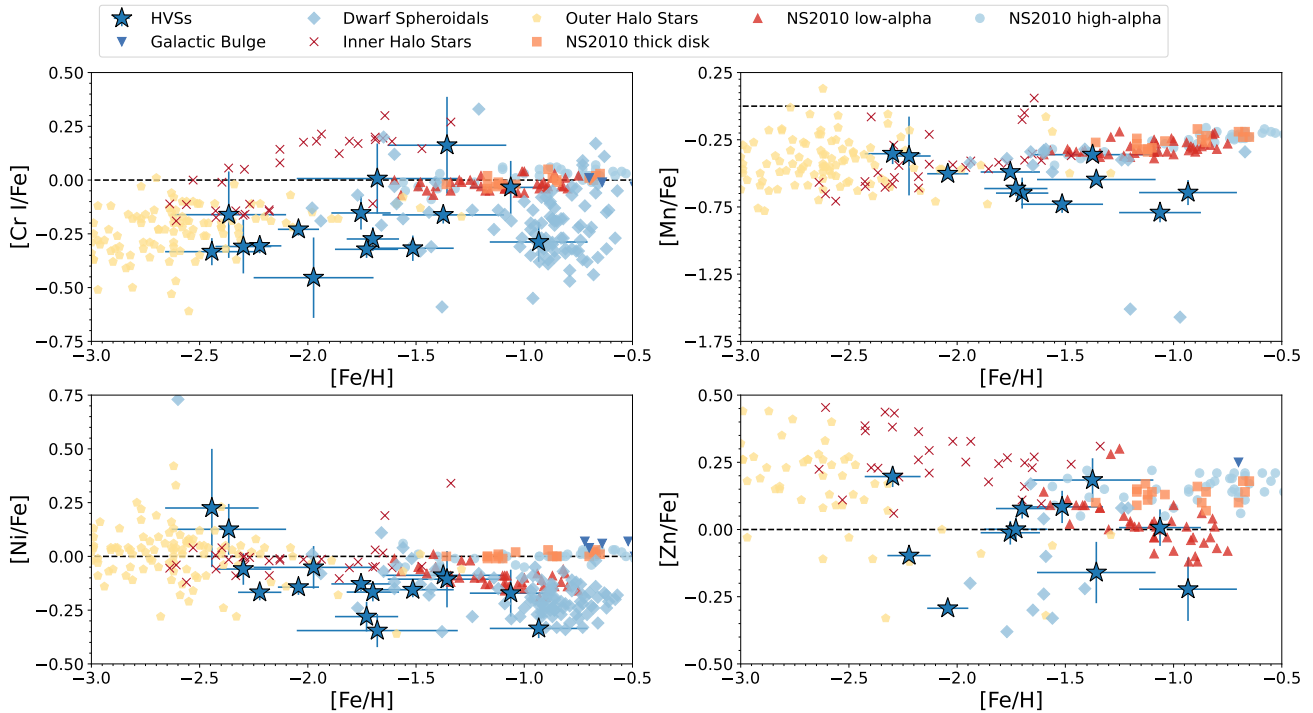 HVSs Dwarf Spheroidals Outer Halo Stars NS2010 low-alpha NS2010 high-alpha
Galactic Bulge Inner Halo Stars NS2010 thick disk
[Cr I/Fe]
0.50
0.25
0.00
−0.25
−0.50
−0.75
−3.0 −2.5 −2.0 −1.5 −1.0 −0.5
[Fe/H]
[Mn/Fe]
0.25
−0.25
−0.75
−1.25
−1.75
−3.0 −2.5 −2.0 −1.5 −1.0 −0.5
[Fe/H]
[Ni/Fe]
0.75
0.50
0.25
0.00
−0.25
−0.50
−3.0 −2.5 −2.0 −1.5 −1.0 −0.5
[Fe/H]
[Zn/Fe]
0.50
0.25
0.00
−0.25
−0.50
−3.0 −2.5 −2.0 −1.5 −1.0 −0.5
[Fe/H]